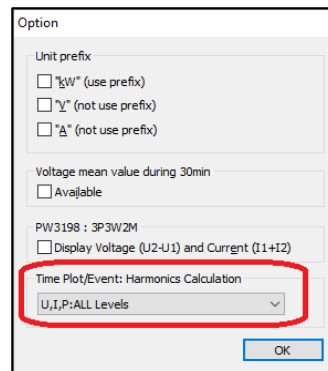 Option
Unit prefix
"kW" (use prefix)
"V" (not use prefix)
"A" (not use prefix)
Voltage mean value during 30min
Available
PW3198 : 3P3W2M
Display Voltage (U2-U1) and Current (I1+I2)
Time Plot/Event: Harmonics Calculation
U,I,P:ALL Levels
OK